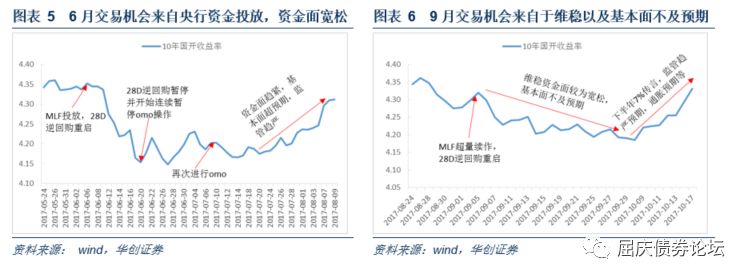 图表 5 6 月交易机会来自央行资金投放，资金面宽松
10年国开收益率
4.40
4.35
4.30
4.25
4.20
4.15
4.10
MLF投放，28D
逆回购重启
28D逆回购暂停
并开始连续暂
停omo操作
再次进行omo
资金面趋紧，基
本面超预期，监
管趋严
2017-05-24
2017-05-26
2017-05-31
2017-06-02
2017-06-06
2017-06-08
2017-06-12
2017-06-14
2017-06-16
2017-06-20
2017-06-22
2017-06-26
2017-06-28
2017-06-30
2017-07-04
2017-07-06
2017-07-10
2017-07-12
2017-07-14
2017-07-18
2017-07-20
2017-07-24
2017-07-26
2017-07-28
2017-08-01
2017-08-03
2017-08-07
2017-08-09
资料来源： wind，华创证券
图表 6 9 月交易机会来自于维稳以及基本面不及预期
10年国开收益率
4.40
4.35
4.30
4.25
4.20
4.15
4.10
4.05
MLF超量续作，
28D逆回购重启
维稳资金面较为宽松，
基本面不及预期
下半年7%传言，监管趋
严预期，通胀预期等
2017-08-24
2017-08-28
2017-08-30
2017-09-01
2017-09-05
2017-09-07
2017-09-11
2017-09-13
2017-09-15
2017-09-19
2017-09-21
2017-09-25
2017-09-27
2017-09-29
2017-10-09
2017-10-11
2017-10-13
2017-10-17
资料来源： wind，华创证券
屈庆债券论坛